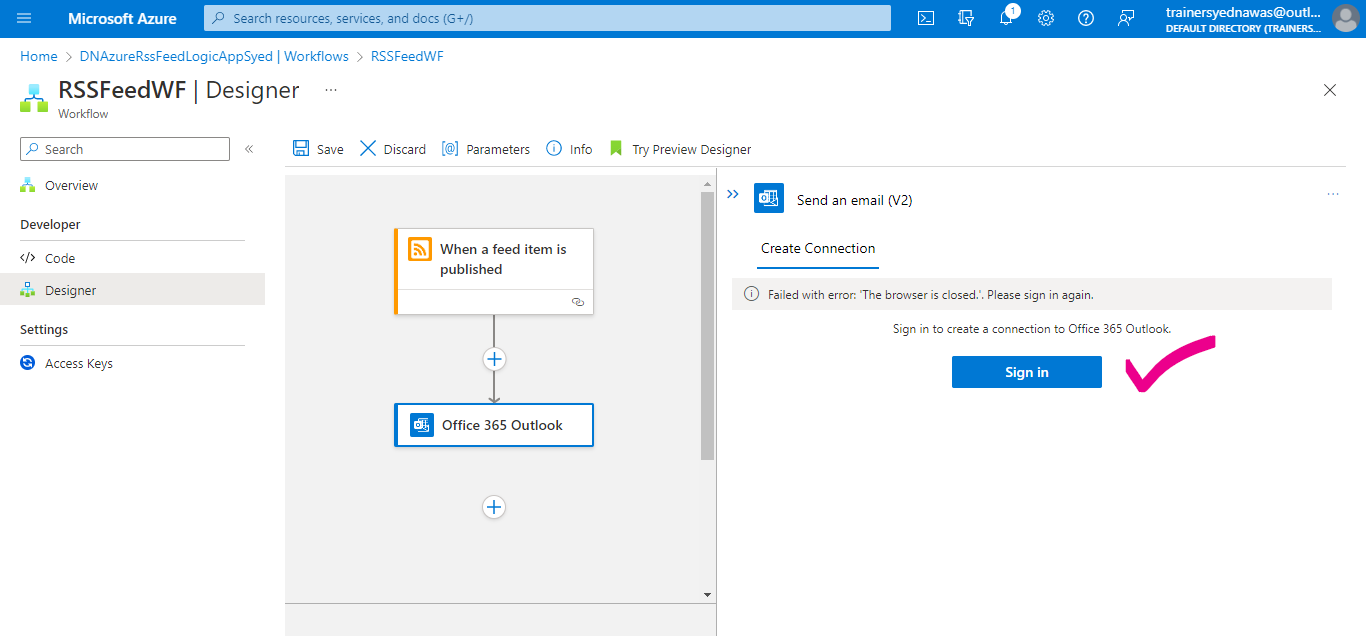 Microsoft Azure
Search resources, services, and docs (G+/)
1
trainersyednawas@outl...
DEFAULT DIRECTORY (TRAINERS...
Home > DNAzureRssFeedLogicAppSyed | Workflows > RSSFeedWF
RSSFeedWF | Designer ...
Workflow
Search
«
Overview
Developer
Code
Designer
Settings
Access Keys
Save
Discard
Parameters
Info
Try Preview Designer
When a feed item is
published
Office 365 Outlook
Send an email (V2)
...
Create Connection
Failed with error: 'The browser is closed.'. Please sign in again.
Sign in to create a connection to Office 365 Outlook.
Sign in